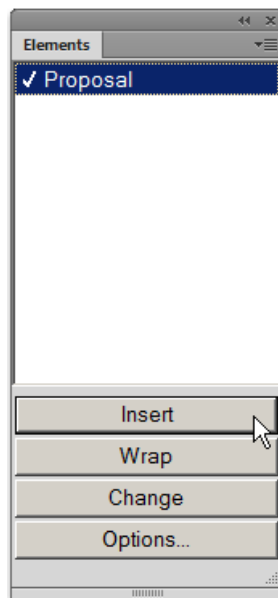 Elements
✓ Proposal
Insert
Wrap
Change
Options...